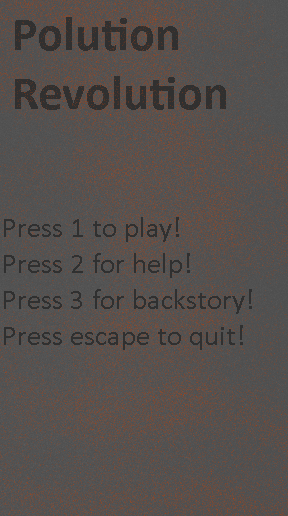 Polution
Revolution
Press 1 to play!
Press 2 for help!
Press 3 for backstory!
Press escape to quit!